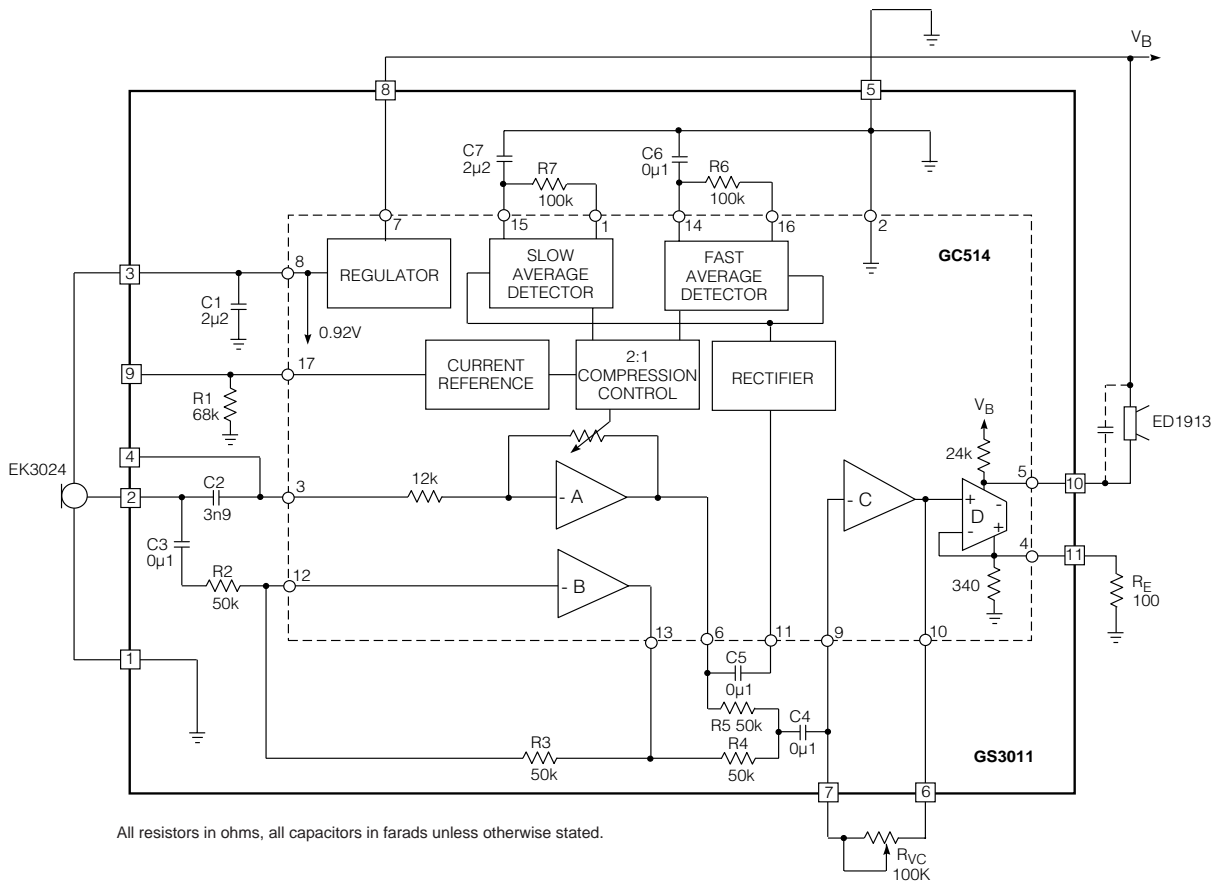 VB
8
5
C7
2µ2
R7
100k
C6
0µ1
R6
100k
7
15
1
14
16
2
GC514
3
8
REGULATOR
SLOW
AVERAGE
DETECTOR
FAST
AVERAGE
DETECTOR
C1
2µ2
0.92V
9
17
CURRENT
REFERENCE
2:1
COMPRESSION
CONTROL
RECTIFIER
R1
68k
VB
ED1913
4
24k
EK3024
C2
3n9
2
3
12k
- A
- C
+
-
D
-
+
5
10
C3
0µ1
R2
50k
12
- B
4
11
340
RE
100
13
6
11
9
10
1
C5
0µ1
R5 50k
C4
0µ1
R3
50k
R4
50k
GS3011
7
6
All resistors in ohms, all capacitors in farads unless otherwise stated.
RVC
100K